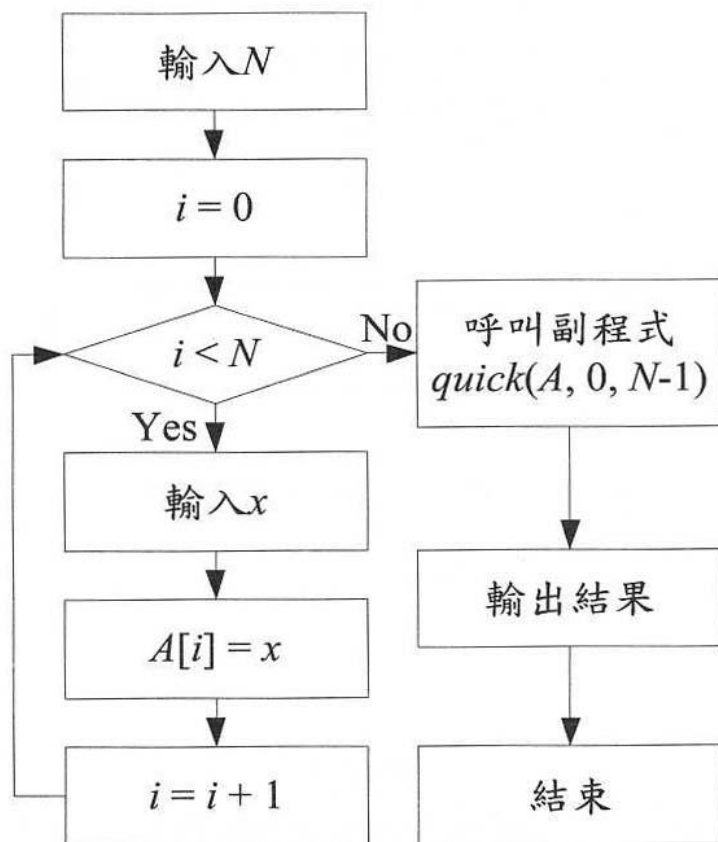 輸入N
i = 0
i < N
Yes
輸入x
A[i] = x
i = i + 1
No
呼叫副程式
quick(A, 0, N-1)
輸出結果
結束